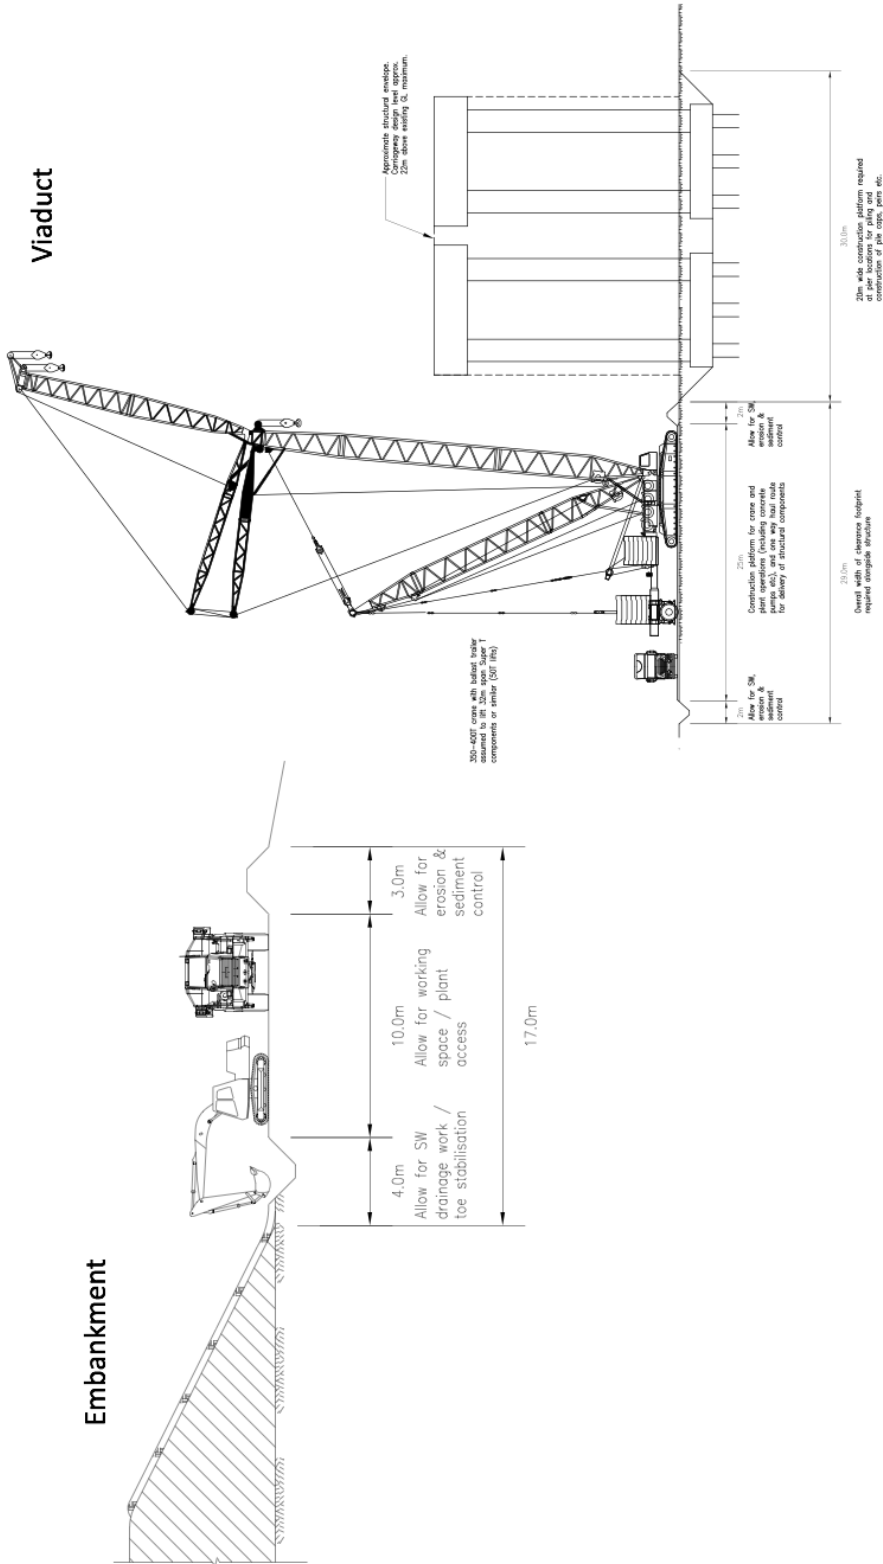 Embankment
4.0m
Allow for SW
drainage work /
toe stabilisation
10.0m
Allow for working
space / plant
access
3.0m
Allow for
erosion &
sediment
control
17.0m
Viaduct
Approximate structural envelope.
Carriageway design level approx.
22m above existing GL maximum.
350-400T crane with ballast trailer
assumed to lift 32m span Super T
components or similar (50T lifts)
2m
Allow for SW,
erosion &
sediment
control
25m
Construction platform for crane and
plant operations (including concrete
pumps etc), and one way haul route
for delivery of structural components
2m
Allow for SW,
erosion &
sediment
control
29.0m
Overall width of clearance footprint
required alongside structure
30.0m
20m wide construction platform required
at pier locations for piling and
construction of pile caps, peirs etc.